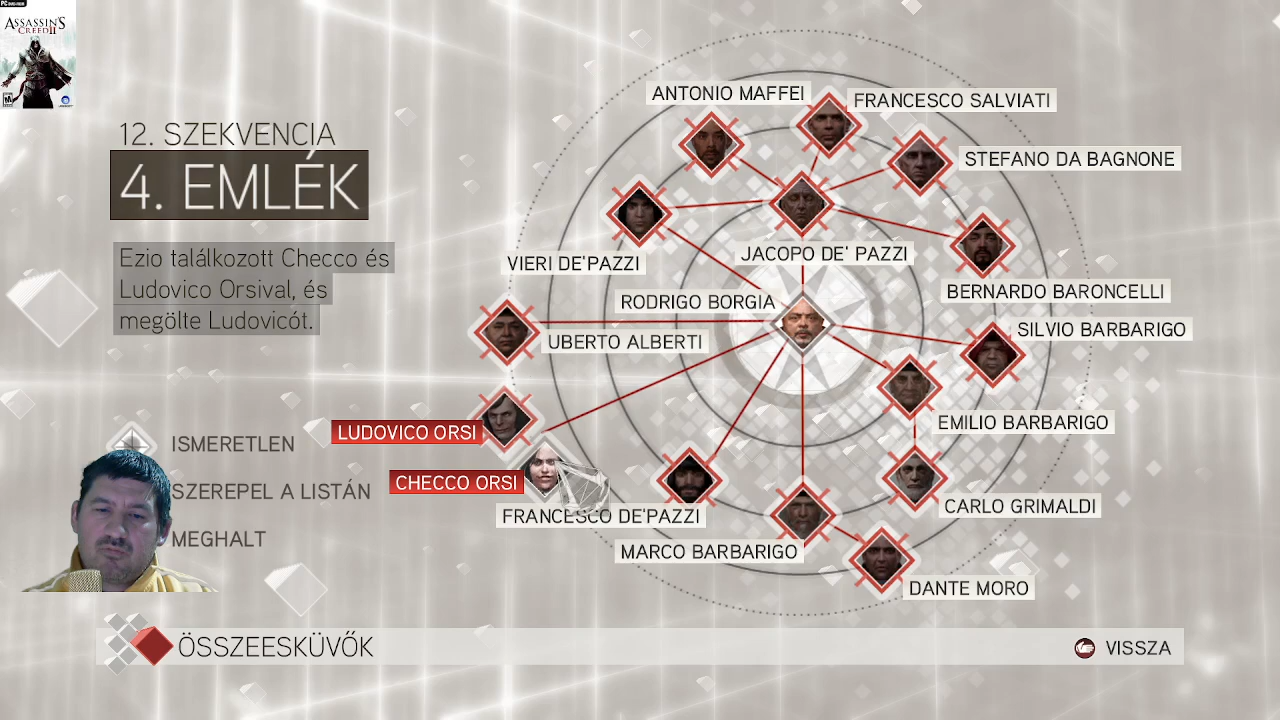 ASSASSIN'S
CREED II
12. SZEKVENCIA
4. EMLÉK
Ezio találkozott Checco és
Ludovico Orsival, és
megölte Ludovicót.
ISMERETLEN
SZEREPEL A LISTÁN
MEGHALT
ANTONIO MAFFEI
FRANCESCO SALVIATI
STEFANO DA BAGNONE
VIERI DE'PAZZI
JACOPO DE' PAZZI
BERNARDO BARONCELLI
RODRIGO BORGIA
SILVIO BARBARIGO
UBERTO ALBERTI
EMILIO BARBARIGO
LUDOVICO ORSI
CHECCO ORSI
FRANCESCO DE'PAZZI
CARLO GRIMALDI
MARCO BARBARIGO
DANTE MORO
ÖSSZEESKÜVŐK
VISSZA